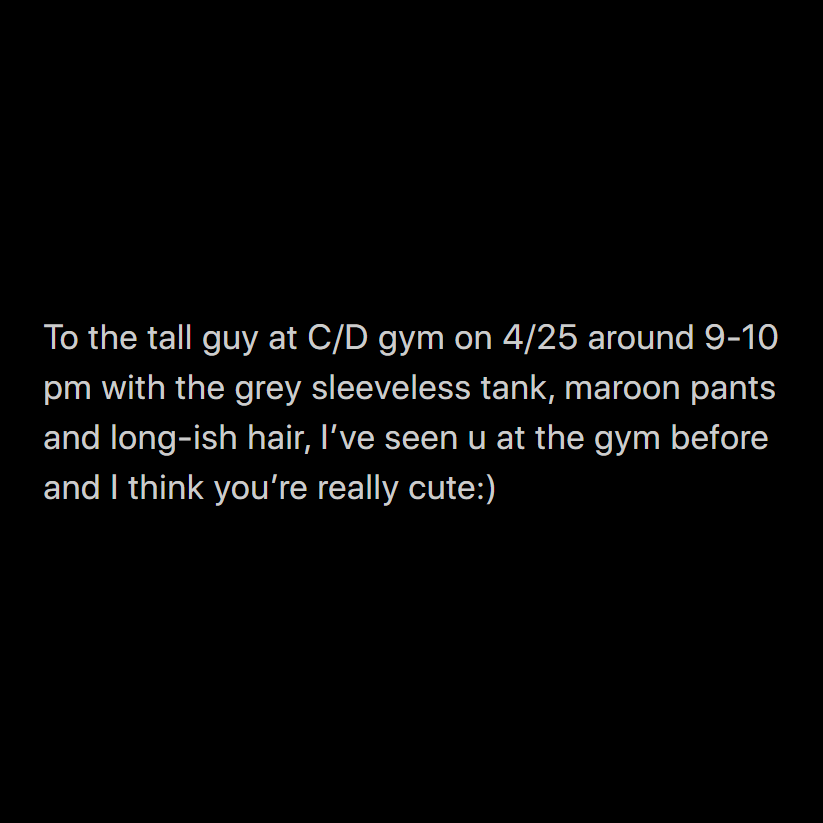 To the tall guy at C/D gym on 4/25 around 9-10
pm with the grey sleeveless tank, maroon pants
and long-ish hair, I’ve seen u at the gym before
and I think you’re really cute:)